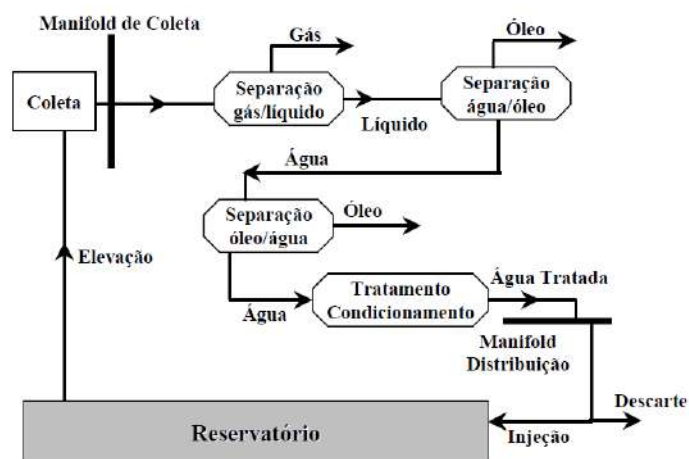 Manifold de Coleta
Gás
Óleo
Coleta
Separação
gás/líquido
Líquido
Separação
água/óleo
Água
Separação
óleo/água
Óleo
Elevação
Água
Tratamento
Condicionamento
Água Tratada
Manifold
Distribuição
Descarte
Injeção
Reservatório